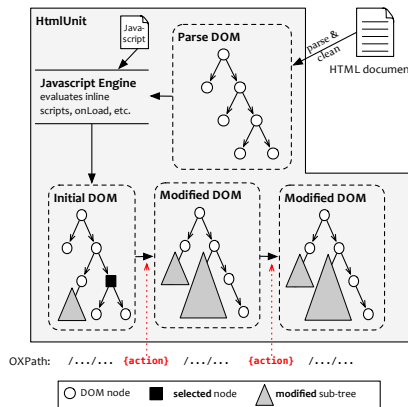 HtmlUnit
Java-
script
Parse DOM
parse &
clean
HTML document
Javascript Engine
evaluates inline
scripts, onLoad, etc.
Initial DOM
Modified DOM
Modified DOM
OXPath: /.../... {action} /.../... {action} /.../...
DOM node
selected node
modified sub-tree